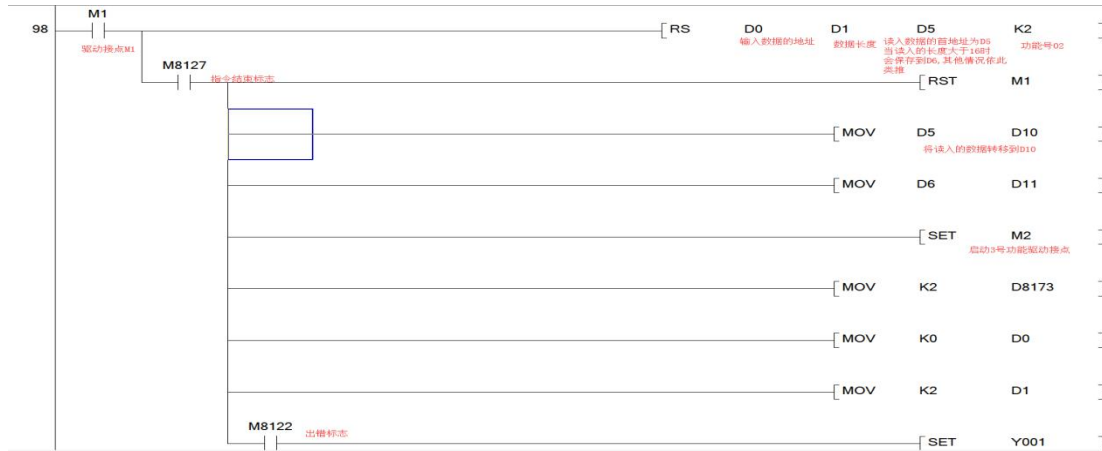 M1
98
RS D0 D1 D5 K2
驱动接点M1
输入数据的地址
数据长度
读入数据的首地址为D5
当读入的长度大于16时
会保存到D6,其他情况依此
类推
功能号02
M8127
指令结束标志
RST M1
MOV D5 D10
将读入的数据转移到D10
MOV D6 D11
SET M2
启动3号功能驱动接点
MOV K2 D8173
MOV K0 D0
MOV K2 D1
M8122
出错标志
SET Y001